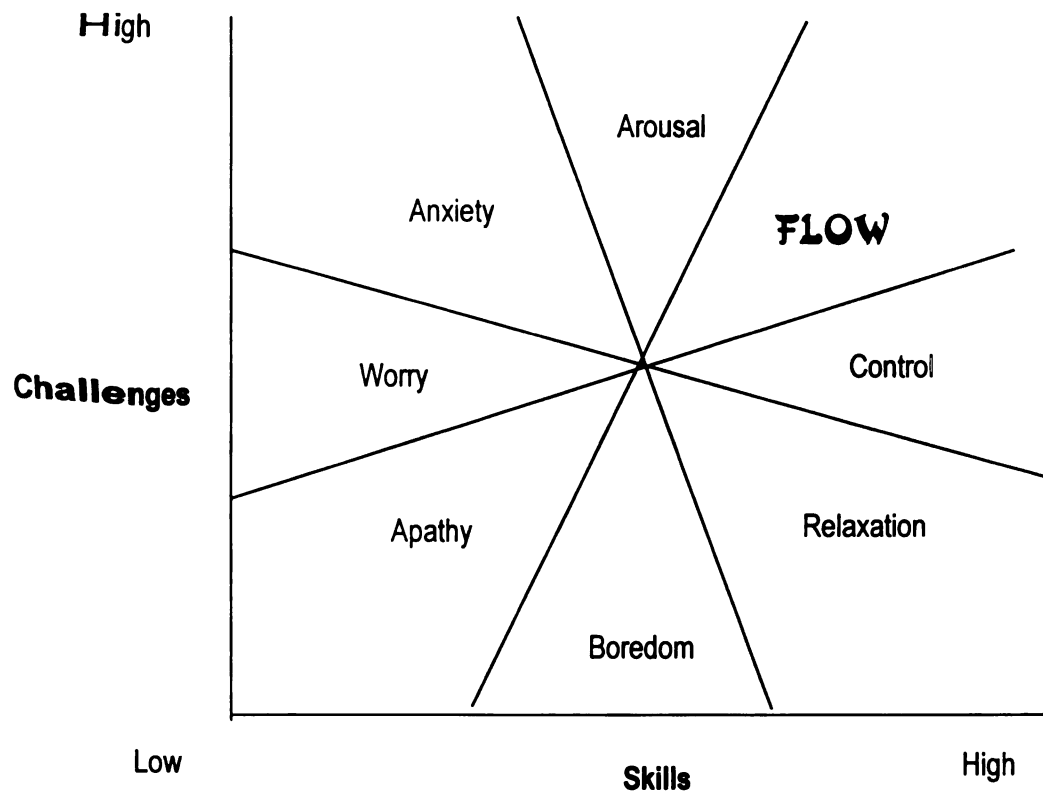 High
Arousal
Anxiety
FLOW
Worry
Control
Challenges
Apathy
Relaxation
Boredom
Low
Skills
High